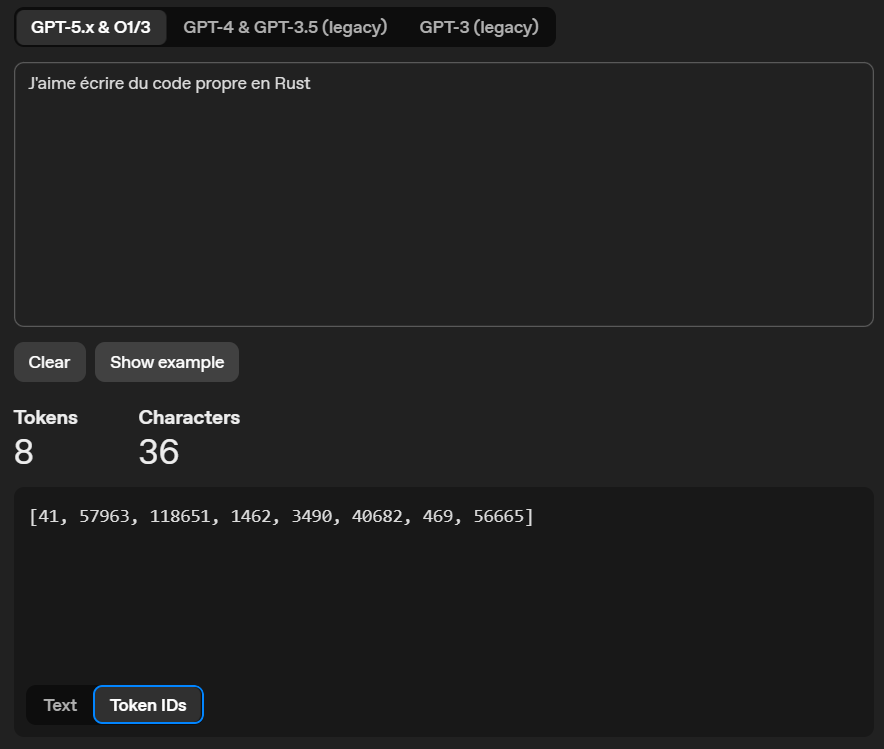 GPT-5.x & O1/3 GPT-4 & GPT-3.5 (legacy) GPT-3 (legacy)
J'aime écrire du code propre en Rust
Clear Show example
Tokens Characters
8 36
[41, 57963, 118651, 1462, 3490, 40682, 469, 56665]
Text Token IDs